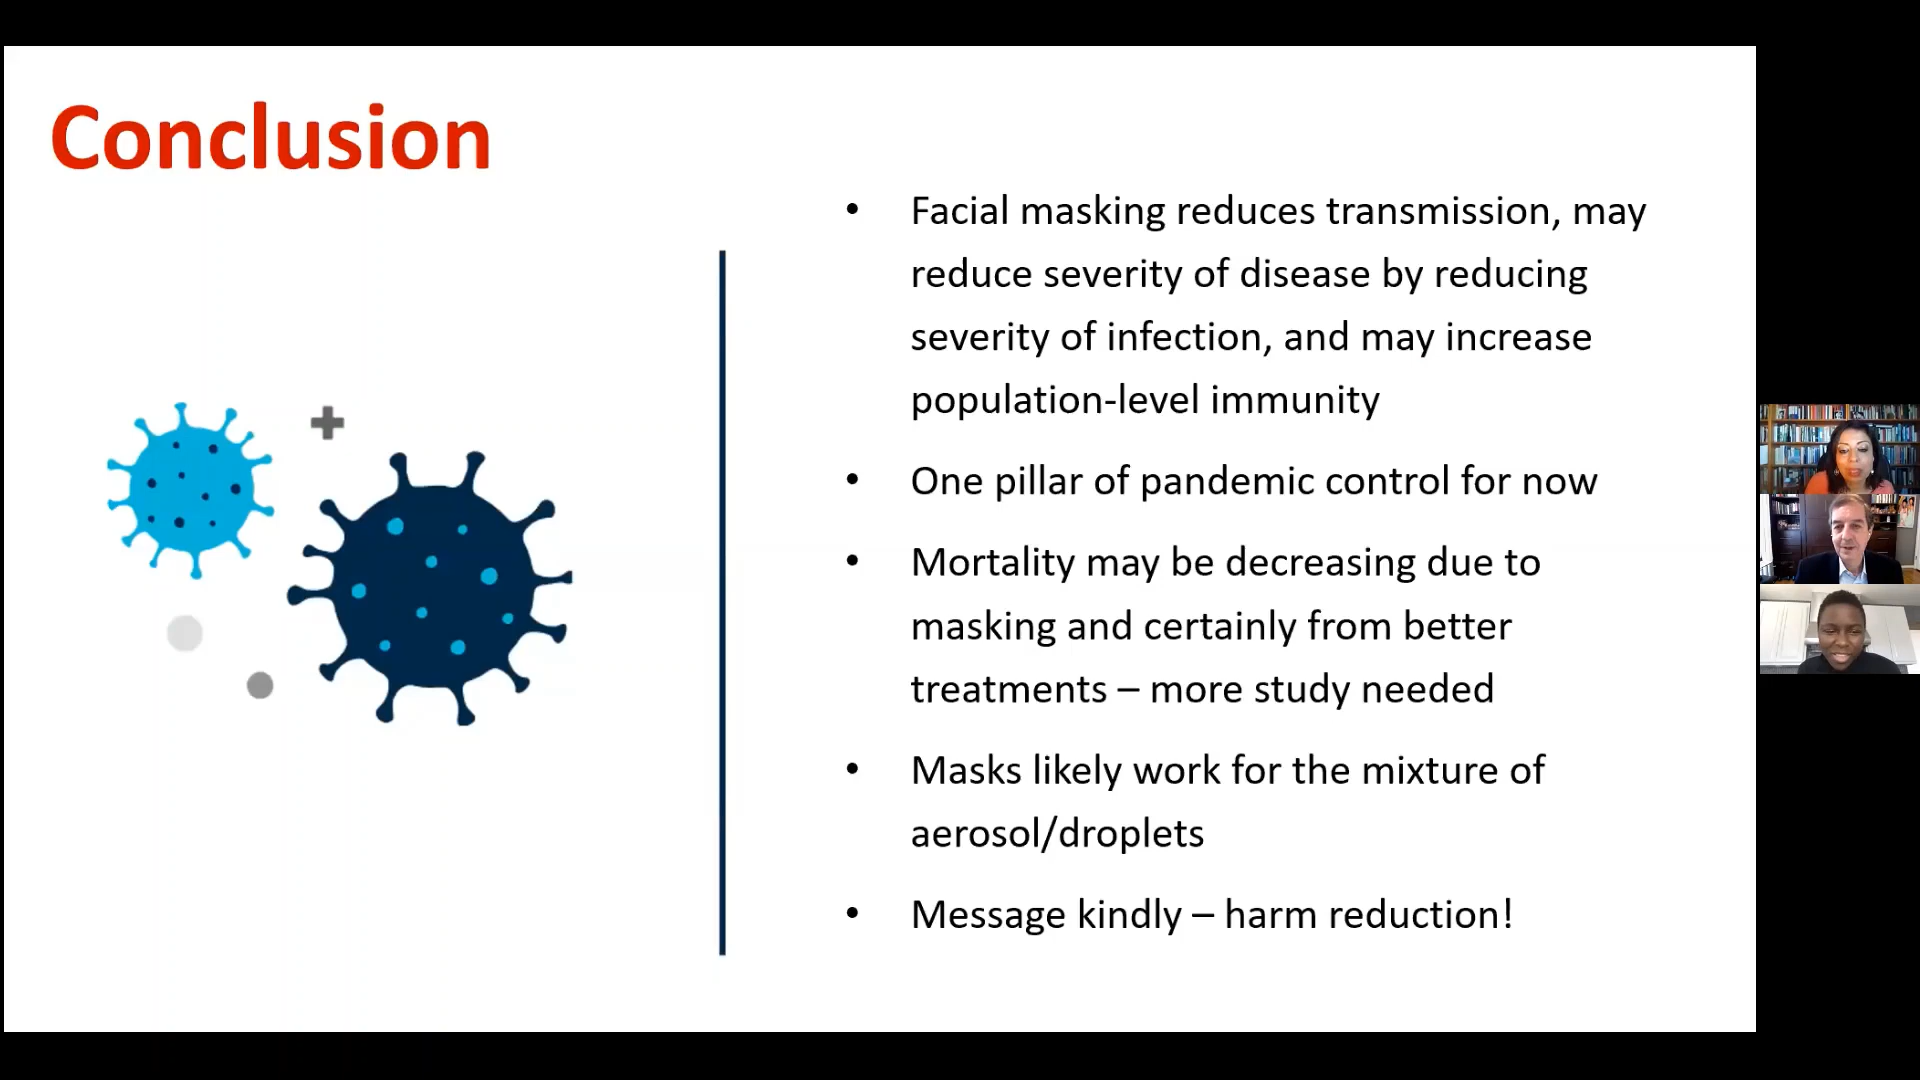 Conclusion
• Facial masking reduces transmission, may
reduce severity of disease by reducing
severity of infection, and may increase
population-level immunity
• One pillar of pandemic control for now
• Mortality may be decreasing due to
masking and certainly from better
treatments – more study needed
• Masks likely work for the mixture of
aerosol/droplets
• Message kindly – harm reduction!